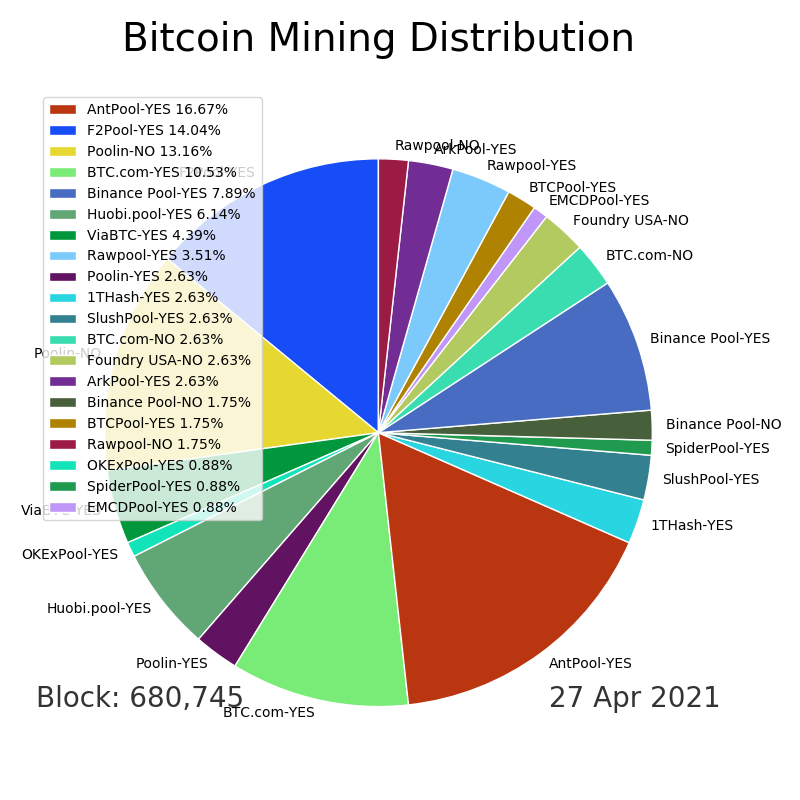 Bitcoin Mining Distribution
AntPool-YES 16.67%
F2Pool-YES 14.04%
Poolin-NO 13.16%
BTC.com-YES 10.53%
Binance Pool-YES 7.89%
Huobi.pool-YES 6.14%
ViaBTC-YES 4.39%
Rawpool-YES 3.51%
Poolin-YES 2.63%
1THash-YES 2.63%
SlushPool-YES 2.63%
BTC.com-NO 2.63%
Foundry USA-NO 2.63%
ArkPool-YES 2.63%
Binance Pool-NO 1.75%
BTCPool-YES 1.75%
Rawpool-NO 1.75%
OKExPool-YES 0.88%
SpiderPool-YES 0.88%
EMCDPool-YES 0.88%
Rawpool-NO
ArkPool-YES
Rawpool-YES
BTCPool-YES
EMCDPool-YES
Foundry USA-NO
BTC.com-NO
Binance Pool-YES
Binance Pool-NO
SpiderPool-YES
SlushPool-YES
1THash-YES
AntPool-YES
BTC.com-YES
Poolin-YES
Huobi.pool-YES
OKExPool-YES
ViaBTC-YES
Poolin-NO
F2Pool-YES
Block: 680,745
27 Apr 2021